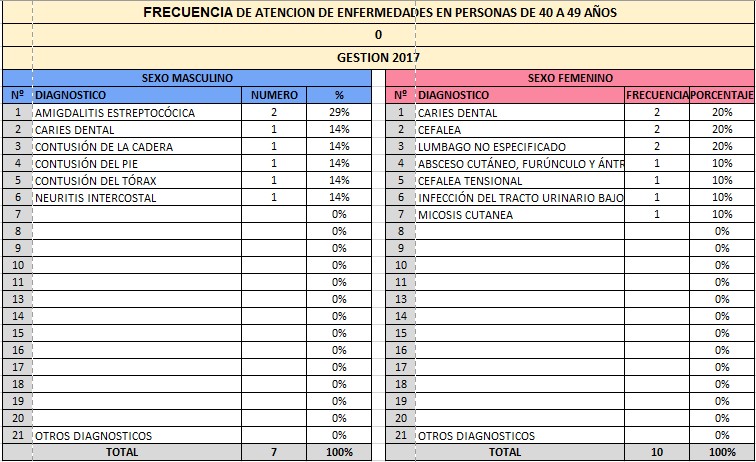 FRECUENCIA DE ATENCION DE ENFERMEDADES EN PERSONAS DE 40 A 49 AÑOS
0
GESTION 2017
SEXO MASCULINO SEXO FEMENINO
Nº DIAGNOSTICO NUMERO % Nº DIAGNOSTICO FRECUENCIA PORCENTAJE
1 AMIGDALITIS ESTREPTOCÓCICA 2 29% 1 CARIES DENTAL 2 20%
2 CARIES DENTAL 1 14% 2 CEFALEA 2 20%
3 CONTUSIÓN DE LA CADERA 1 14% 3 LUMBAGO NO ESPECIFICADO 2 20%
4 CONTUSIÓN DEL PIE 1 14% 4 ABSCESO CUTÁNEO, FURÚNCULO Y ÁNTR 1 10%
5 CONTUSIÓN DEL TÓRAX 1 14% 5 CEFALEA TENSIONAL 1 10%
6 NEURITIS INTERCOSTAL 1 14% 6 INFECCIÓN DEL TRACTO URINARIO BAJO 1 10%
7 0% 7 MICOSIS CUTANEA 1 10%
8 0% 8 0%
9 0% 9 0%
10 0% 10 0%
11 0% 11 0%
13 0% 13 0%
14 0% 14 0%
15 0% 15 0%
16 0% 16 0%
17 0% 17 0%
18 0% 18 0%
19 0% 19 0%
20 0% 20 0%
21 OTROS DIAGNOSTICOS 0% 21 OTROS DIAGNOSTICOS 0%
TOTAL 7 100% TOTAL 10 100%